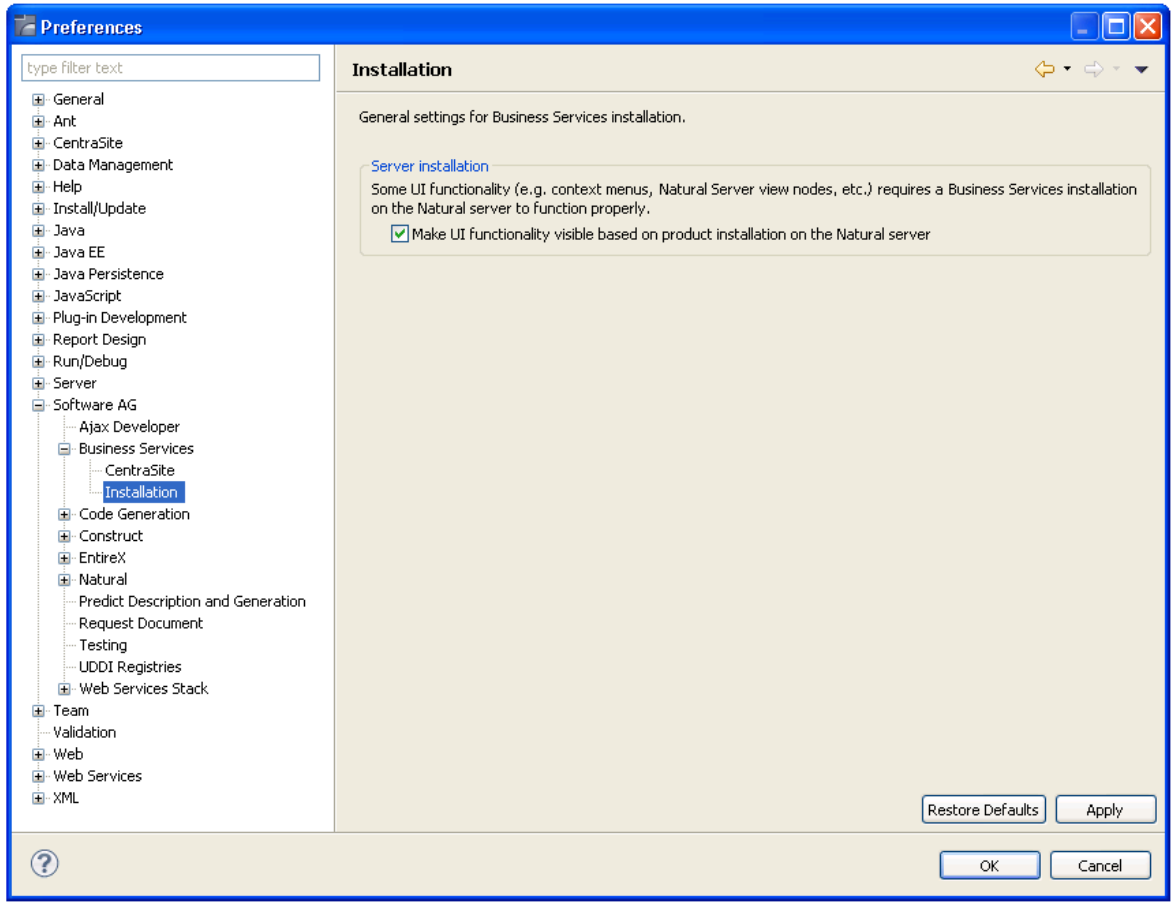 Preferences
type filter text
General
Ant
CentraSite
Data Management
Help
Install/Update
Java
Java EE
Java Persistence
JavaScript
Plug-in Development
Report Design
Run/Debug
Server
Software AG
Ajax Developer
Business Services
CentraSite
Installation
Code Generation
Construct
EntireX
Natural
Predict Description and Generation
Request Document
Testing
UDDI Registries
Web Services Stack
Team
Validation
Web
Web Services
XML
Installation
General settings for Business Services installation.
Server installation
Some UI functionality (e.g. context menus, Natural Server view nodes, etc.) requires a Business Services installation
on the Natural server to function properly.
Make UI functionality visible based on product installation on the Natural server
Restore Defaults
Apply
?
OK
Cancel